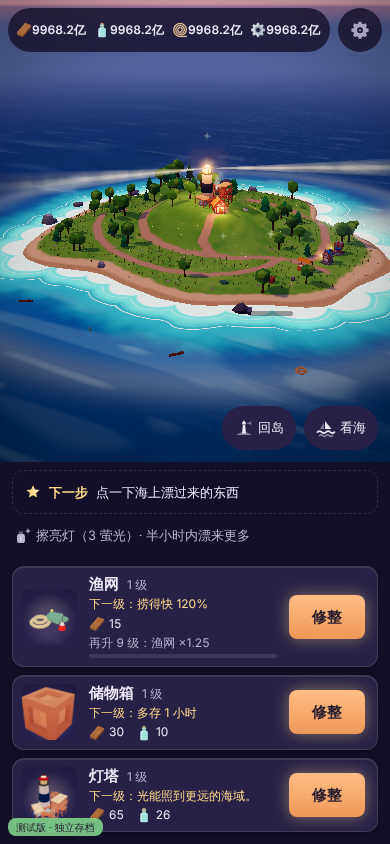 9968.2亿 9968.2亿 9968.2亿 9968.2亿
回岛 看海
下一步 点一下海上漂过来的东西
擦亮灯（3 萤光）· 半小时内漂来更多
渔网 1 级
下一级：捞得快 120%
15
再升 9 级：渔网 ×1.25
修整
储物箱 1 级
下一级：多存 1 小时
30 10
修整
灯塔 1 级
下一级：光能照到更远的海域。
65 26
修整
测试版 · 独立存档